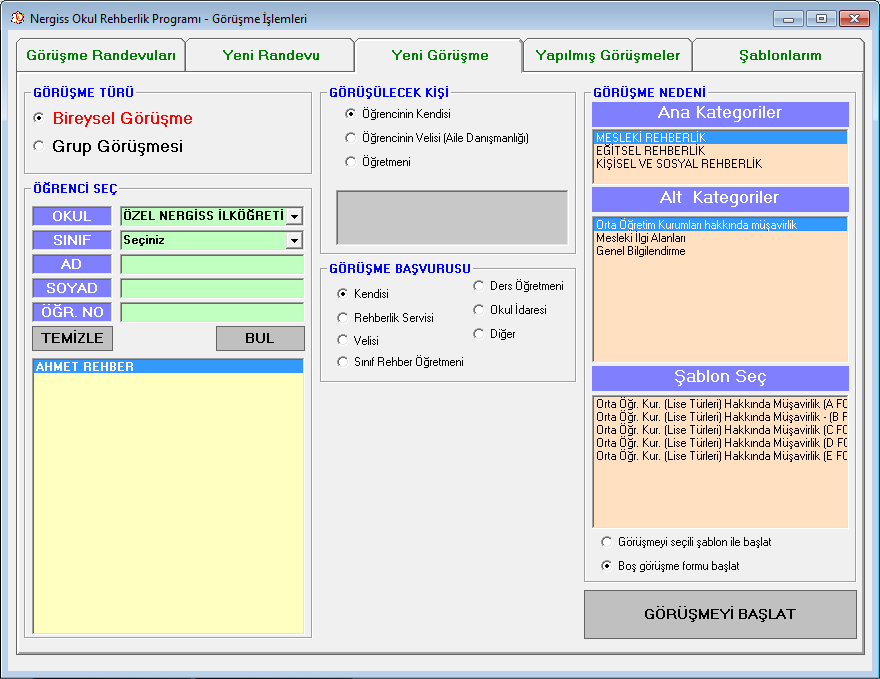 Nergiss Okul Rehberlik Programı - Görüşme İşlemleri
Görüşme Randevuları
Yeni Randevu
Yeni Görüşme
Yapılmış Görüşmeler
Şablonlarım
GÖRÜŞME TÜRÜ
Bireysel Görüşme
Grup Görüşmesi
ÖĞRENCİ SEÇ
OKUL
ÖZEL NERGİSS İLKÖĞRETİ
SINIF
Seçiniz
AD
SOYAD
ÖĞR. NO
TEMİZLE
BUL
AHMET REHBER
GÖRÜŞÜLECEK KİŞİ
Öğrencinin Kendisi
Öğrencinin Velisi (Aile Danışmanlığı)
Öğretmeni
GÖRÜŞME BAŞVURUSU
Kendisi
Rehberlik Servisi
Velisi
Sınıf Rehber Öğretmeni
Ders Öğretmeni
Okul İdaresi
Diğer
GÖRÜŞME NEDENİ
Ana Kategoriler
MESLEKİ REHBERLİK
EĞİTSEL REHBERLİK
KİŞİSEL VE SOSYAL REHBERLİK
Alt Kategoriler
Orta Öğretim Kurumları hakkında müşavirlik
Mesleki İlgi Alanları
Genel Bilgilendirme
Şablon Seç
Orta Öğr. Kur. (Lise Türleri) Hakkında Müşavirlik (A FO
Orta Öğr. Kur. (Lise Türleri) Hakkında Müşavirlik - (B F
Orta Öğr. Kur. (Lise Türleri) Hakkında Müşavirlik (C FO
Orta Öğr. Kur. (Lise Türleri) Hakkında Müşavirlik (D FO
Orta Öğr. Kur. (Lise Türleri) Hakkında Müşavirlik (E FO
Görüşmeyi seçili şablon ile başlat
Boş görüşme formu başlat
GÖRÜŞMEYİ BAŞLAT